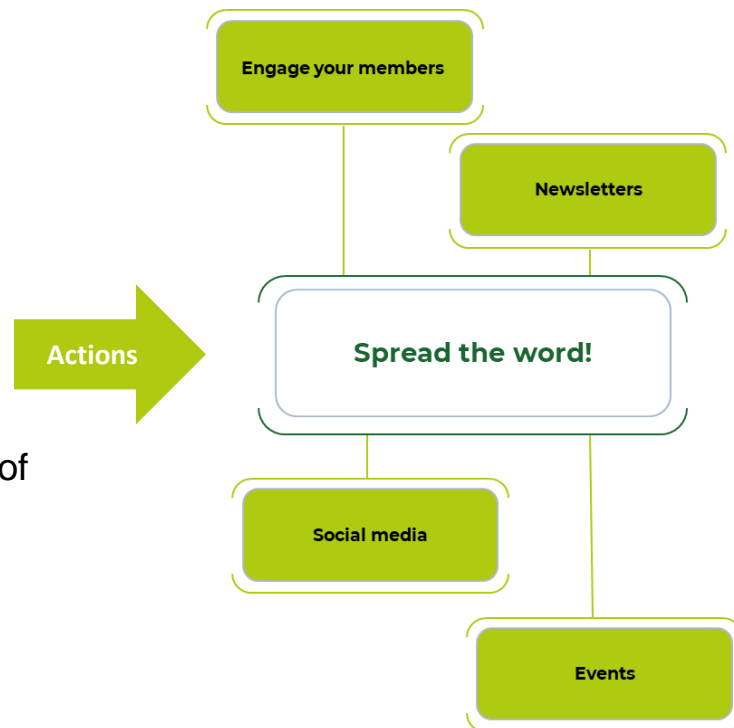 Engage your members
Newsletters
Actions
Spread the word!
of
Social media
Events